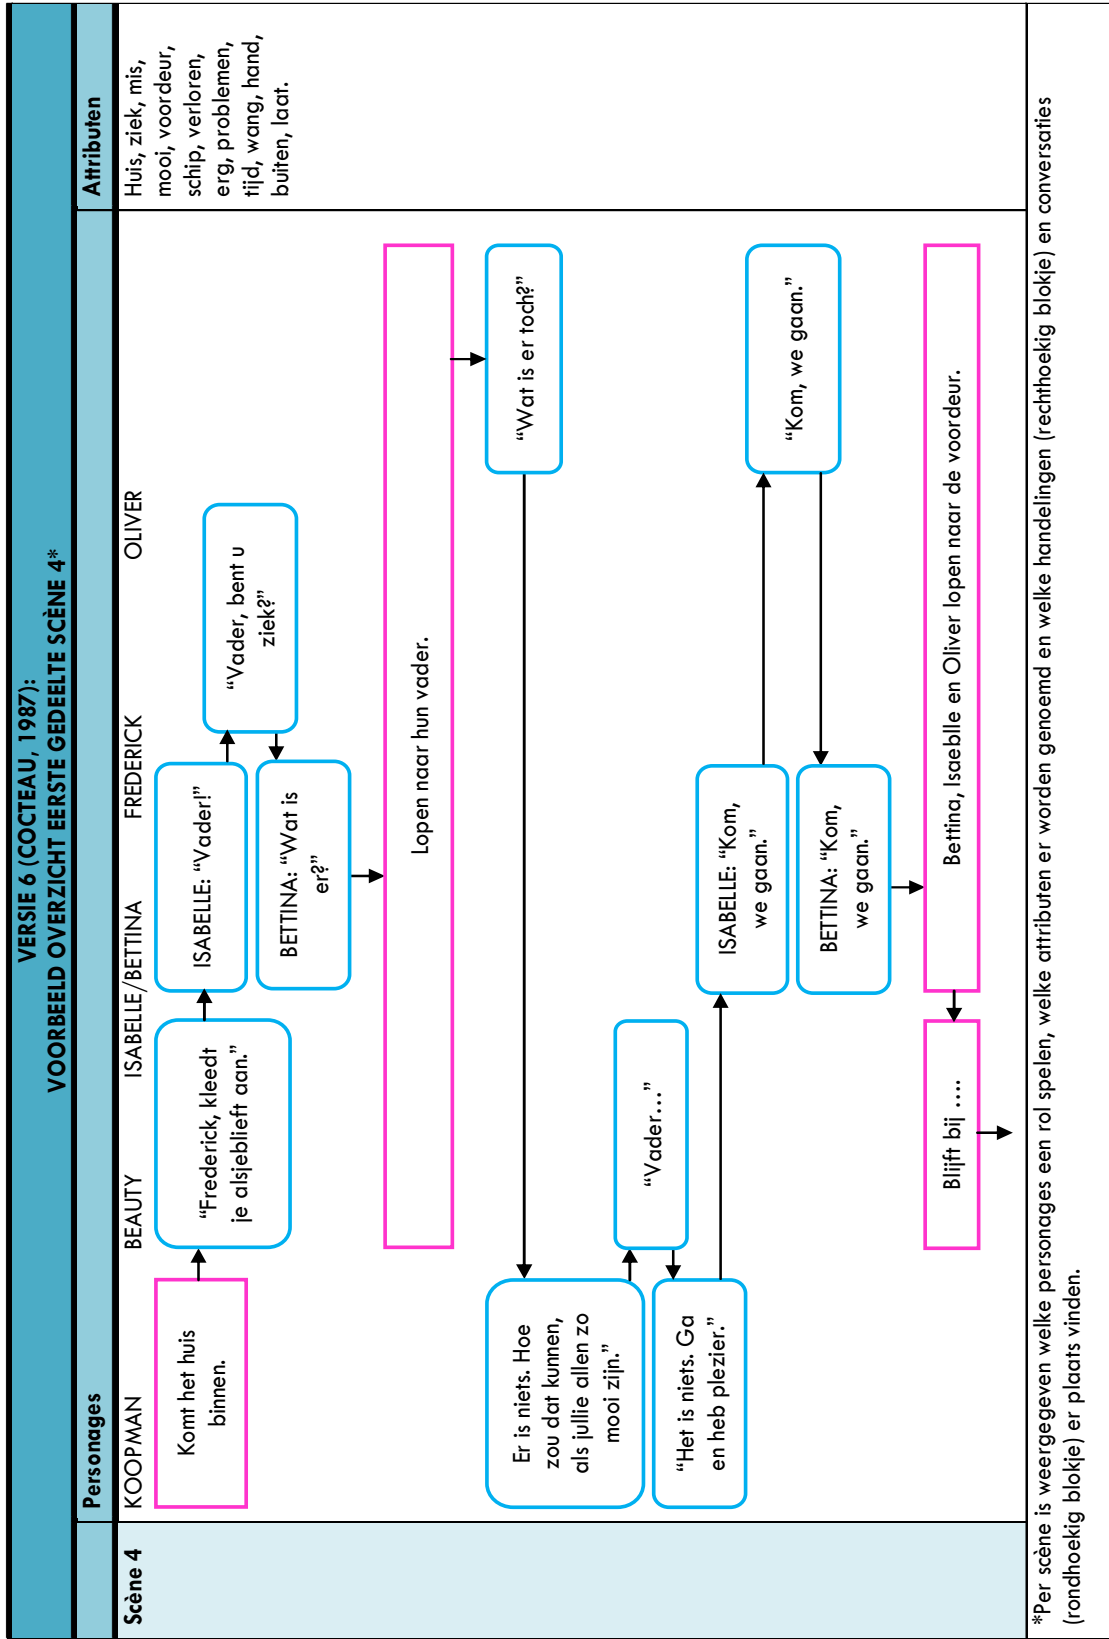 VERSIE 6 (COCTEAU, 1987):
VOORBEELD OVERZICHT EERSTE GEDEELTE SCÈNE 4*
Personages
Attributen
Scène 4
KOOPMAN
BEAUTY
ISABELLE/BETTINA
FREDERICK
OLIVER
Huis, ziek, mis,
mooi, voordeur,
schip, verloren,
erg, problemen,
tijd, wang, hand,
buiten, laat.
Komt het huis
binnen.
“Frederick, kleedt
je alsjeblieft aan.”
ISABELLE: “Vader!”
“Vader, bent u
ziek?”
BETTINA: “Wat is
er?”
Lopen naar hun vader.
“Wat is er toch?”
Er is niets. Hoe
zou dat kunnen,
als jullie allen zo
mooi zijn.”
“Vader…”
“Het is niets. Ga
en heb plezier.”
ISABELLE: “Kom,
we gaan.”
“Kom, we gaan.”
BETTINA: “Kom,
we gaan.”
Bettina, Isaeblle en Oliver lopen naar de voordeur.
Blijft bij ….
*Per scène is weergegeven welke personages een rol spelen, welke attributen er worden genoemd en welke handelingen (rechthoekig blokje) en conversaties
(rondhoekig blokje) er plaats vinden.